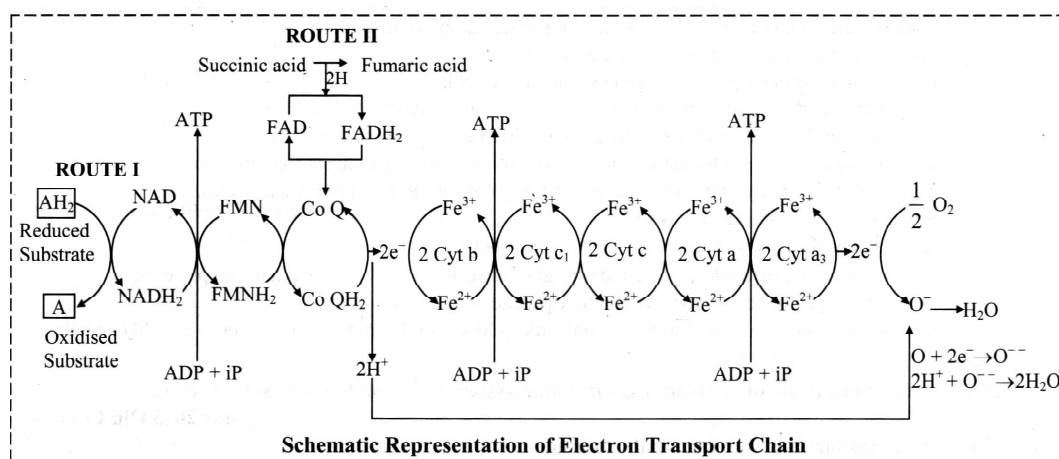 ROUTE II
Succinic acid → Fumaric acid
2H
FAD FADH₂
ATP ATP ATP
ROUTE I
AH₂ NAD FMN Co Q Fe³⁺ Fe³⁺ Fe³⁺ Fe³⁺ Fe³⁺ 1/2 O₂
Reduced
Substrate
2e⁻ 2 Cyt b 2 Cyt c₁ 2 Cyt c 2 Cyt a 2 Cyt a₃ 2e⁻
A NADH₂ FMNH₂ Co QH₂ Fe²⁺ Fe²⁺ Fe²⁺ Fe²⁺ Fe²⁺ O⁻ → H₂O
Oxidised
Substrate
ADP + iP 2H⁺ ADP + iP ADP + iP
O + 2e⁻ → O⁻⁻
2H⁺ + O⁻⁻ → 2H₂O
Schematic Representation of Electron Transport Chain